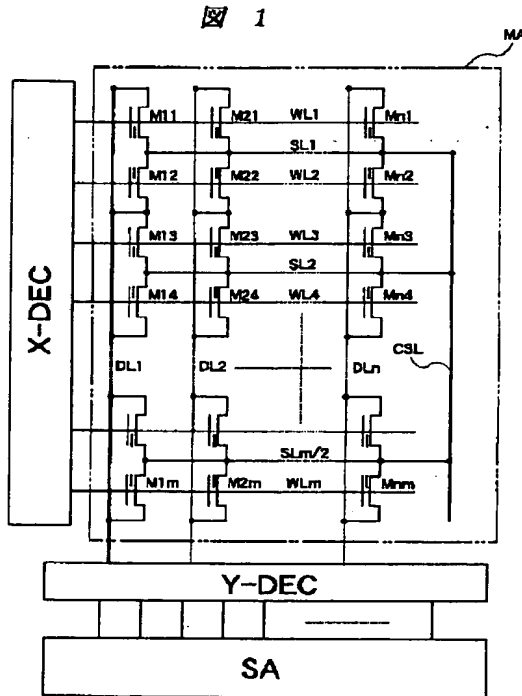 図 1
MA
M11 M21 WL1 Mn1
SL1
M12 M22 WL2 Mn2
M13 M23 WL3 Mn3
SL2
M14 M24 WL4 Mn4
X-DEC
DL1 DL2 DLn
CSL
SLm/2
M1m M2m WLm Mnm
Y-DEC
SA